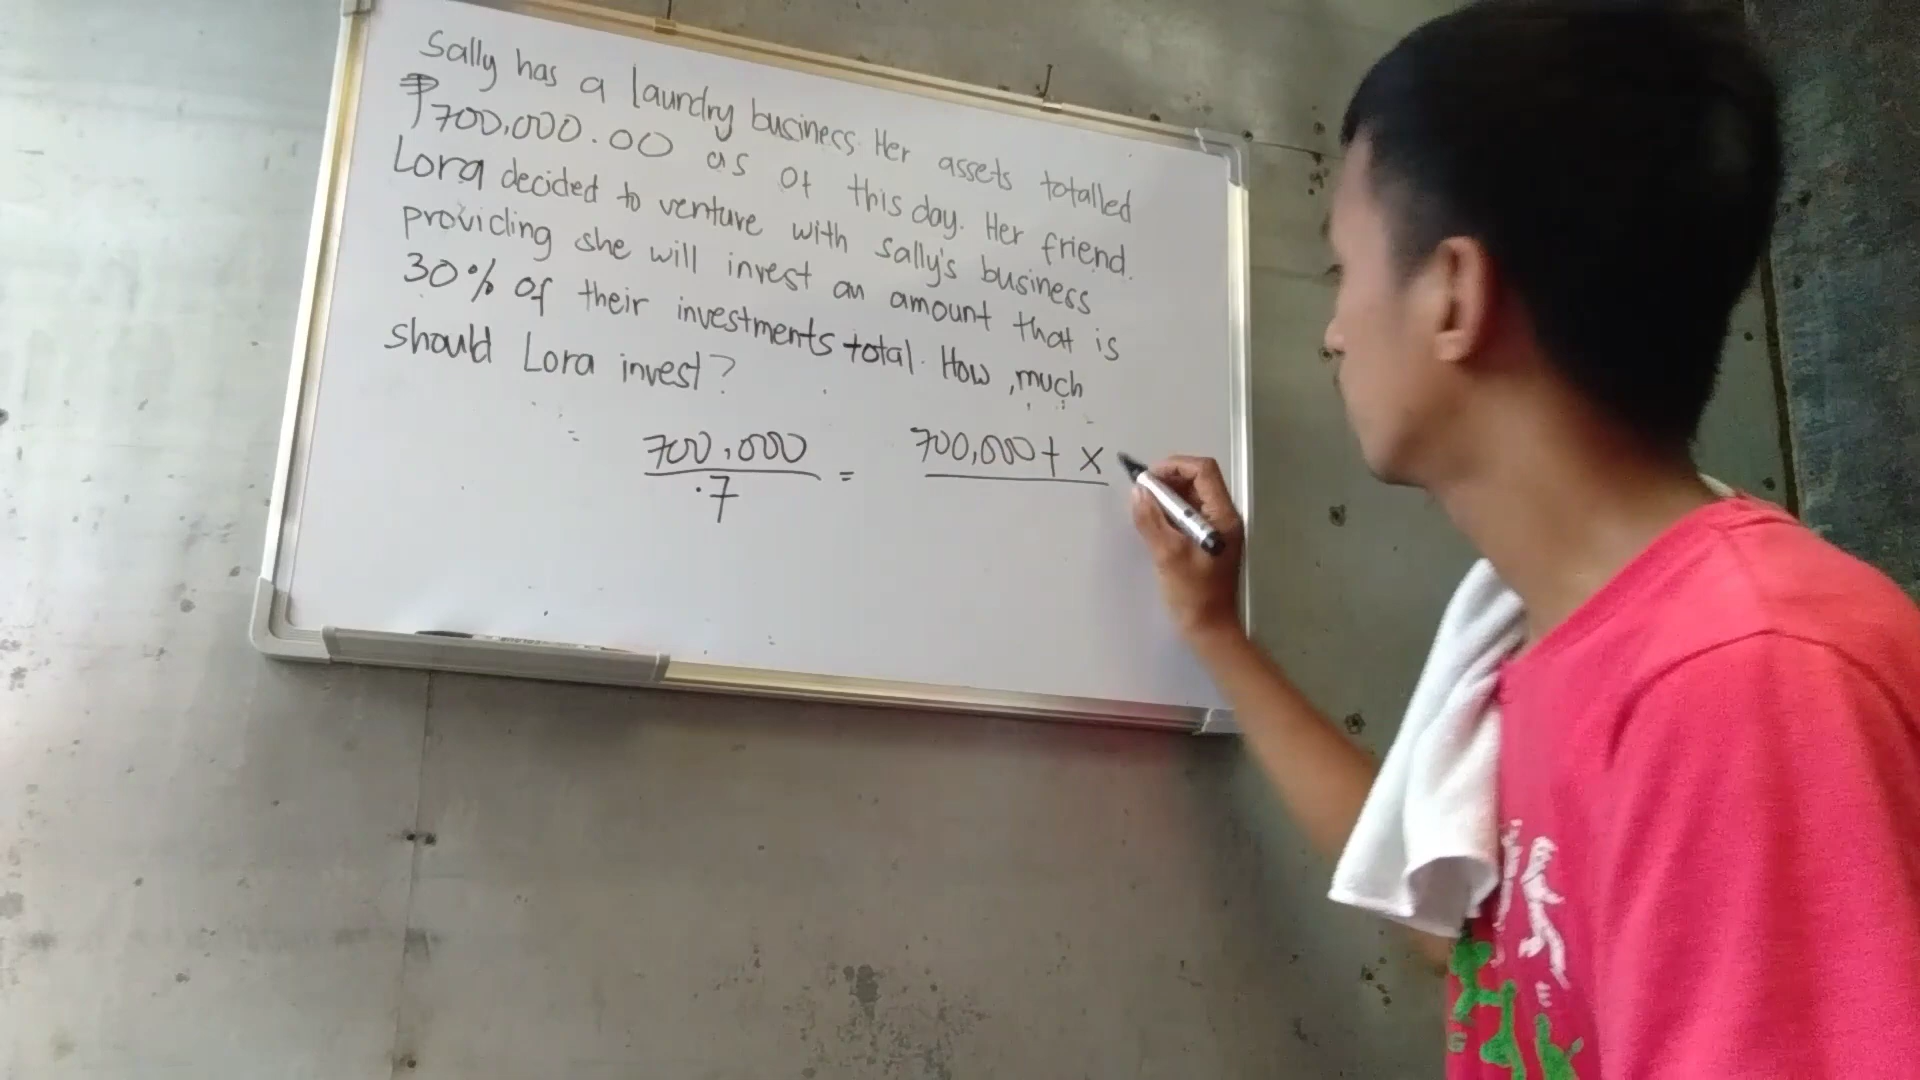 Sally has a laundry business. Her assets totalled
₱700,000.00 as of this day. Her friend.
Lora decided to venture with Sally's business
providing she will invest an amount that is
30% of their investments total. How much
should Lora invest?
700,000 = 700,000 + x
.7